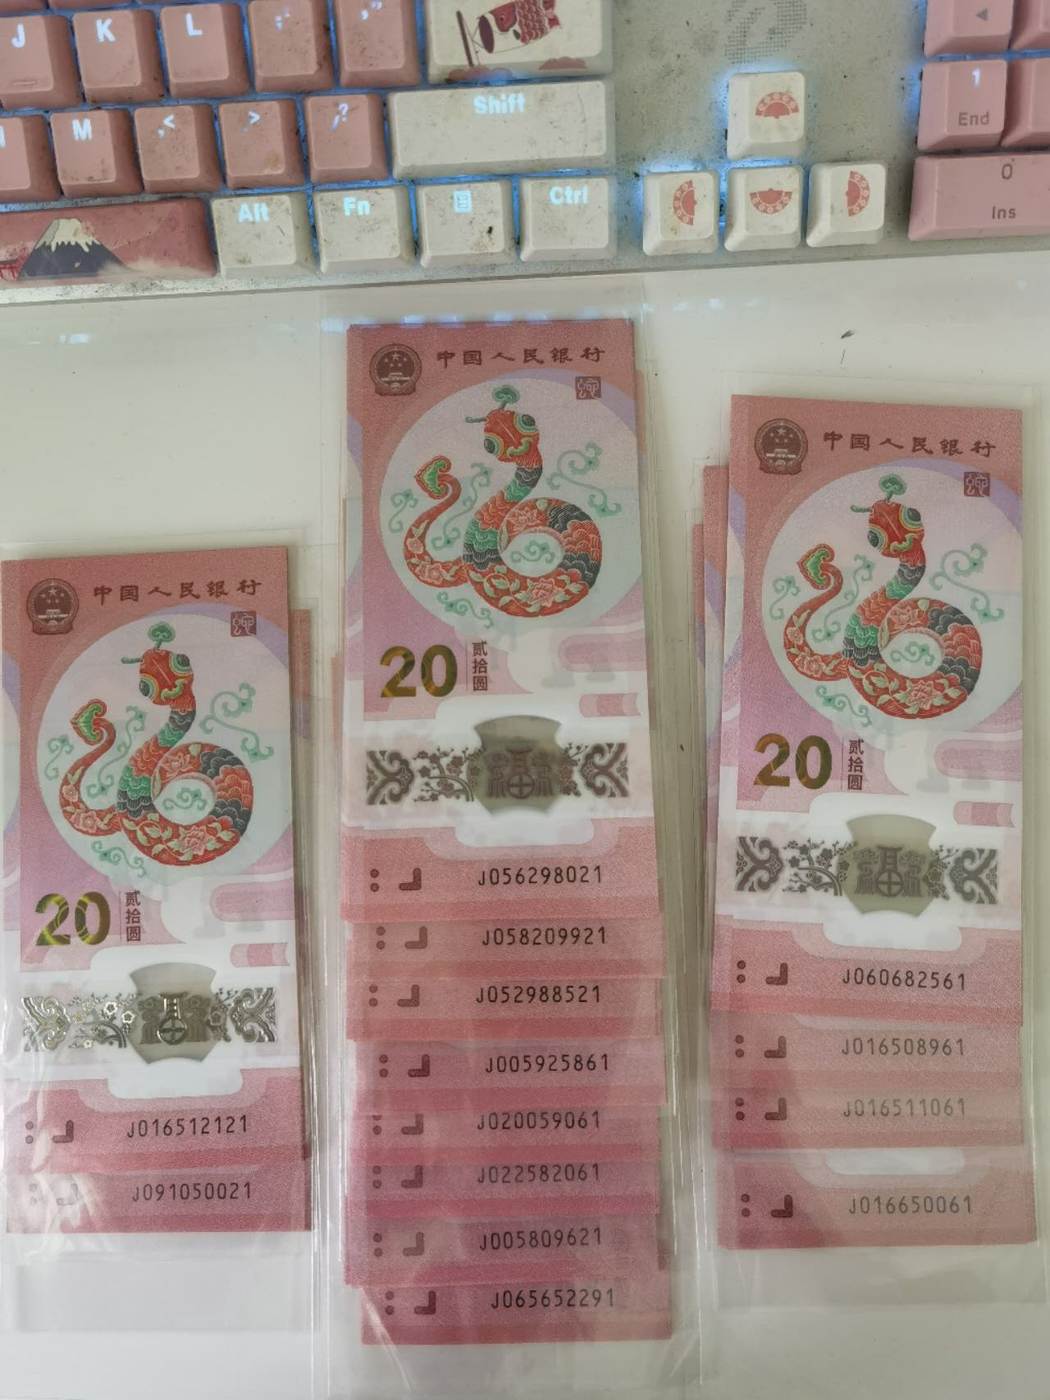 J
K
L
M
,<
.>
/?
Shift
Alt
Fn
Ctrl
1
End
0
Ins
中国人民银行
20
贰拾圆
J016512121
J091050021
中国人民银行
20
贰拾圆
福
J056298021
J058209921
J052988521
J005925861
J020059061
J022582061
J005809621
J065652291
中国人民银行
20
贰拾圆
J060682561
J016508961
J016511061
J016650061